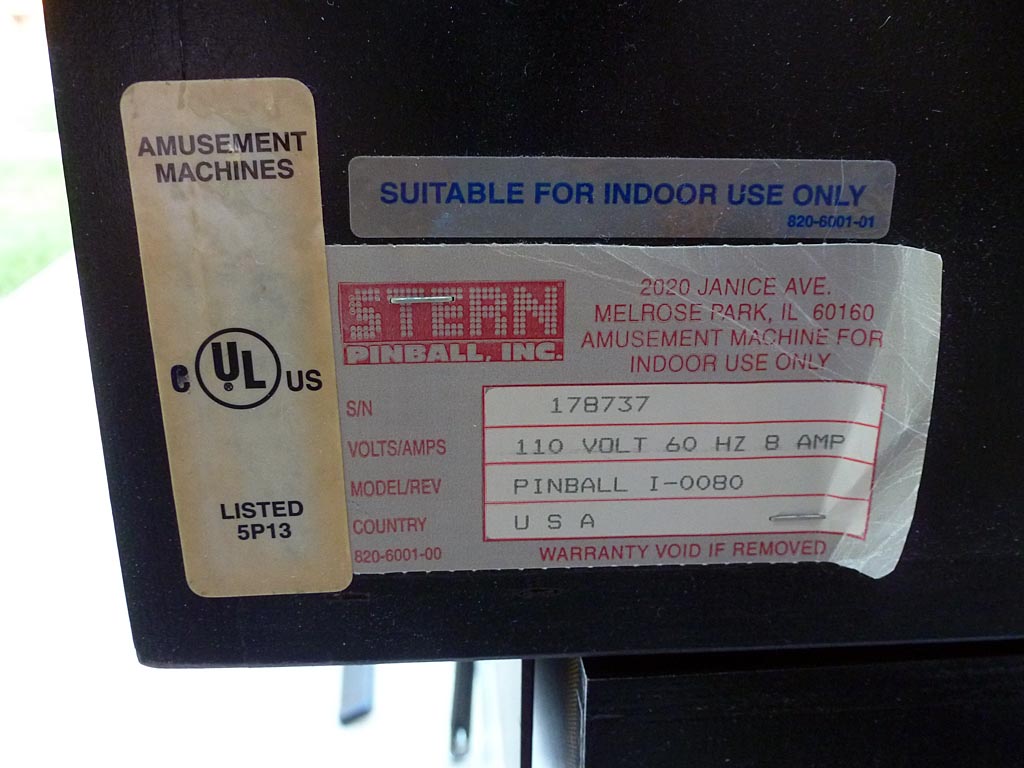 AMUSEMENT
MACHINES
C UL ® US
LISTED
5P13
SUITABLE FOR INDOOR USE ONLY
820-6001-01
STERN
PINBALL, INC.
2020 JANICE AVE.
MELROSE PARK, IL 60160
AMUSEMENT MACHINE FOR
INDOOR USE ONLY
S/N 178737
VOLTS/AMPS 110 VOLT 60 HZ 8 AMP
MODEL/REV PINBALL I-0080
COUNTRY U S A
820-6001-00 WARRANTY VOID IF REMOVED